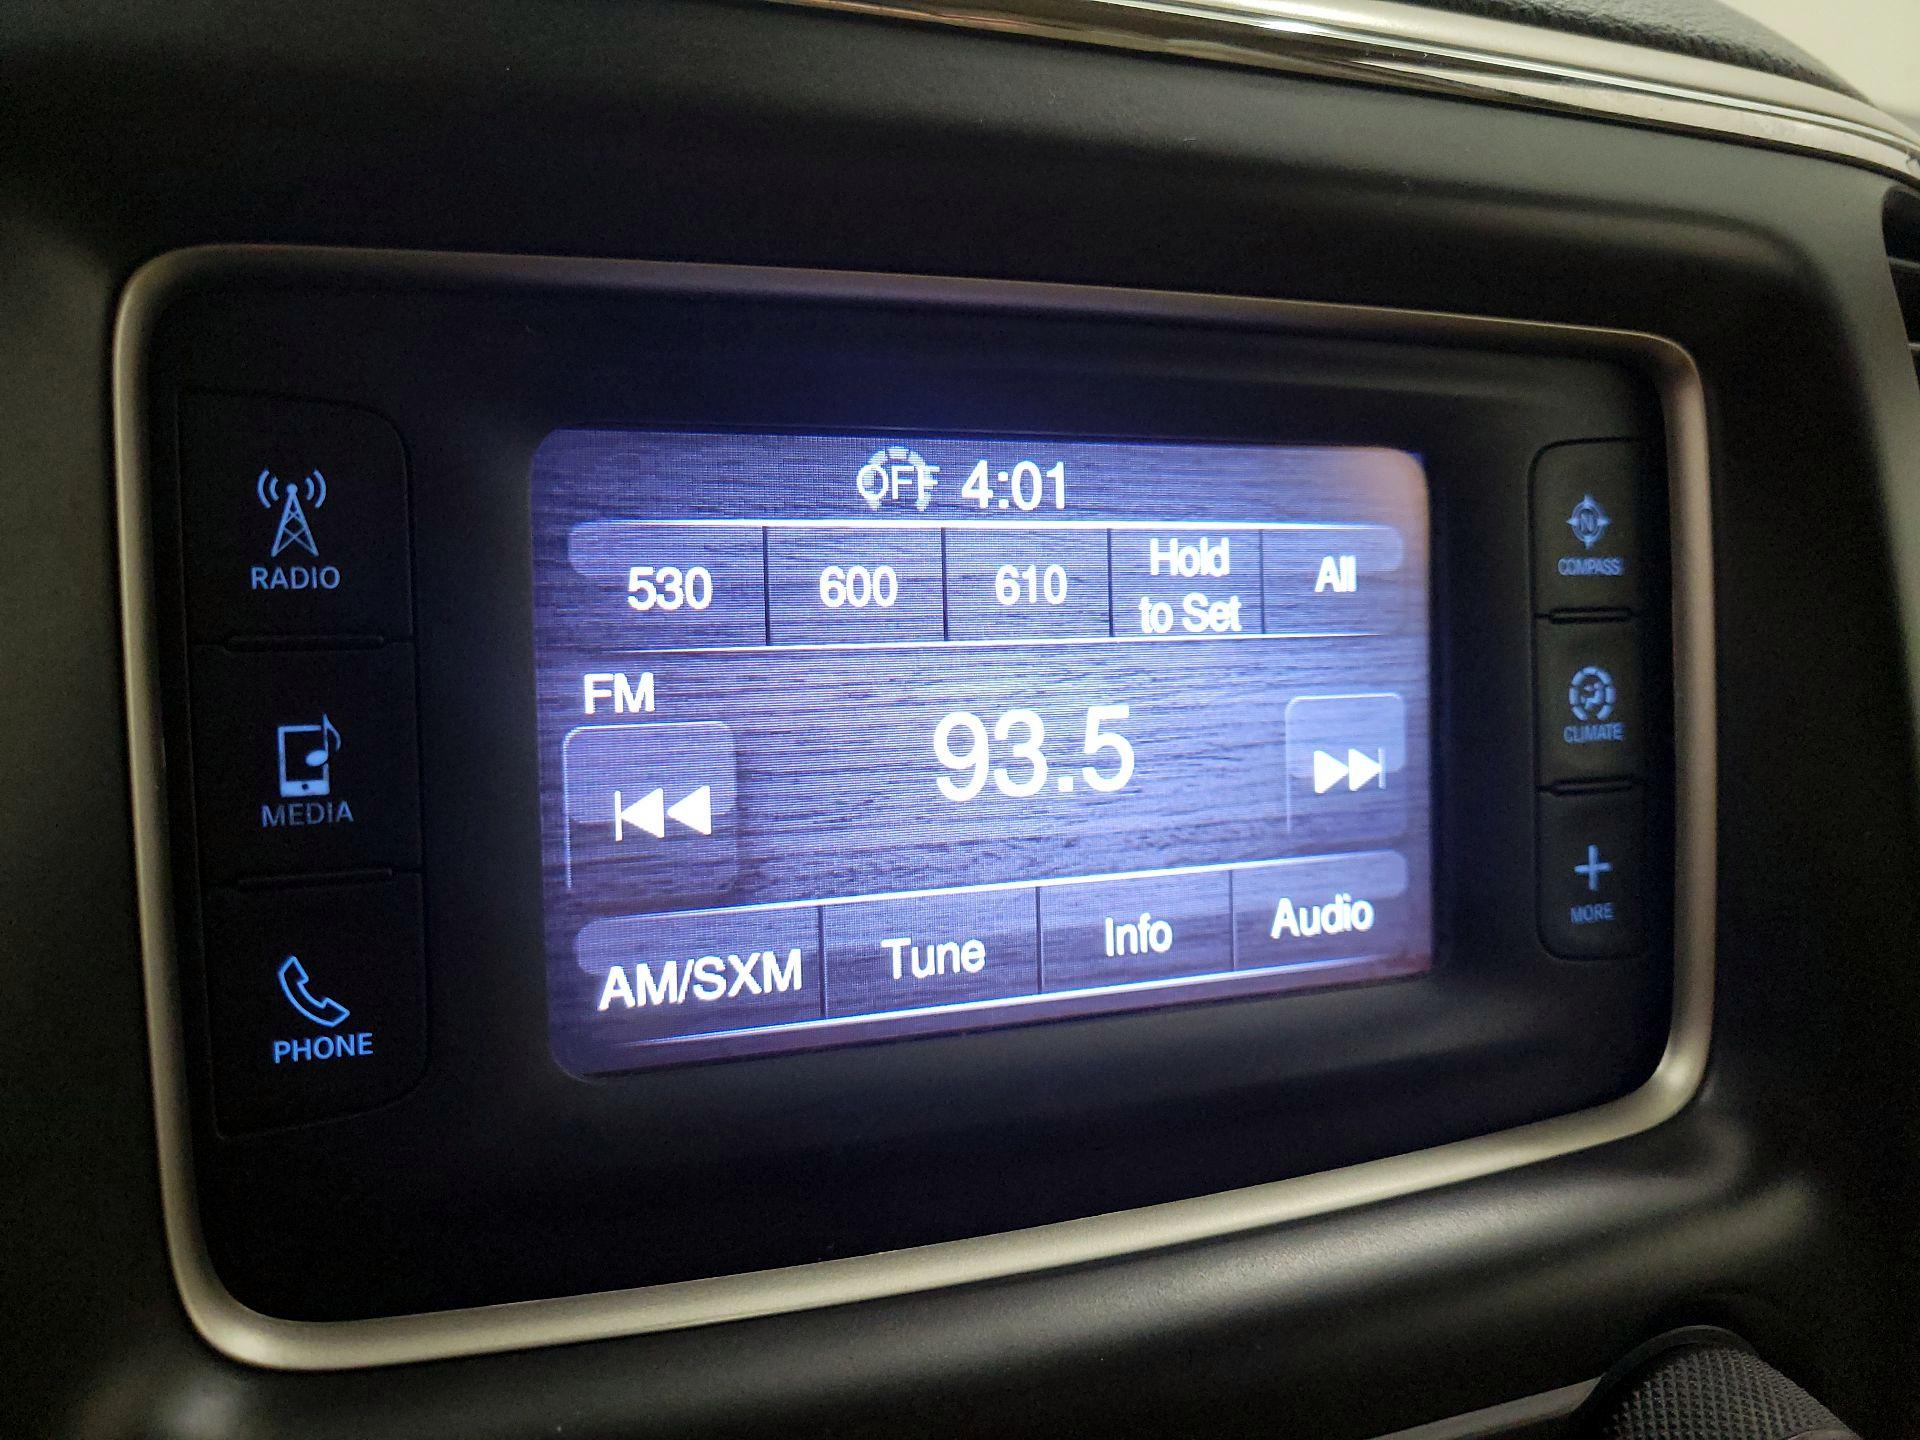 OFF 4:01
530 600 610 Hold to Set All
FM
93.5
AM/SXM Tune Info Audio
RADIO
MEDIA
PHONE
N
COMPASS
CLIMATE
MORE